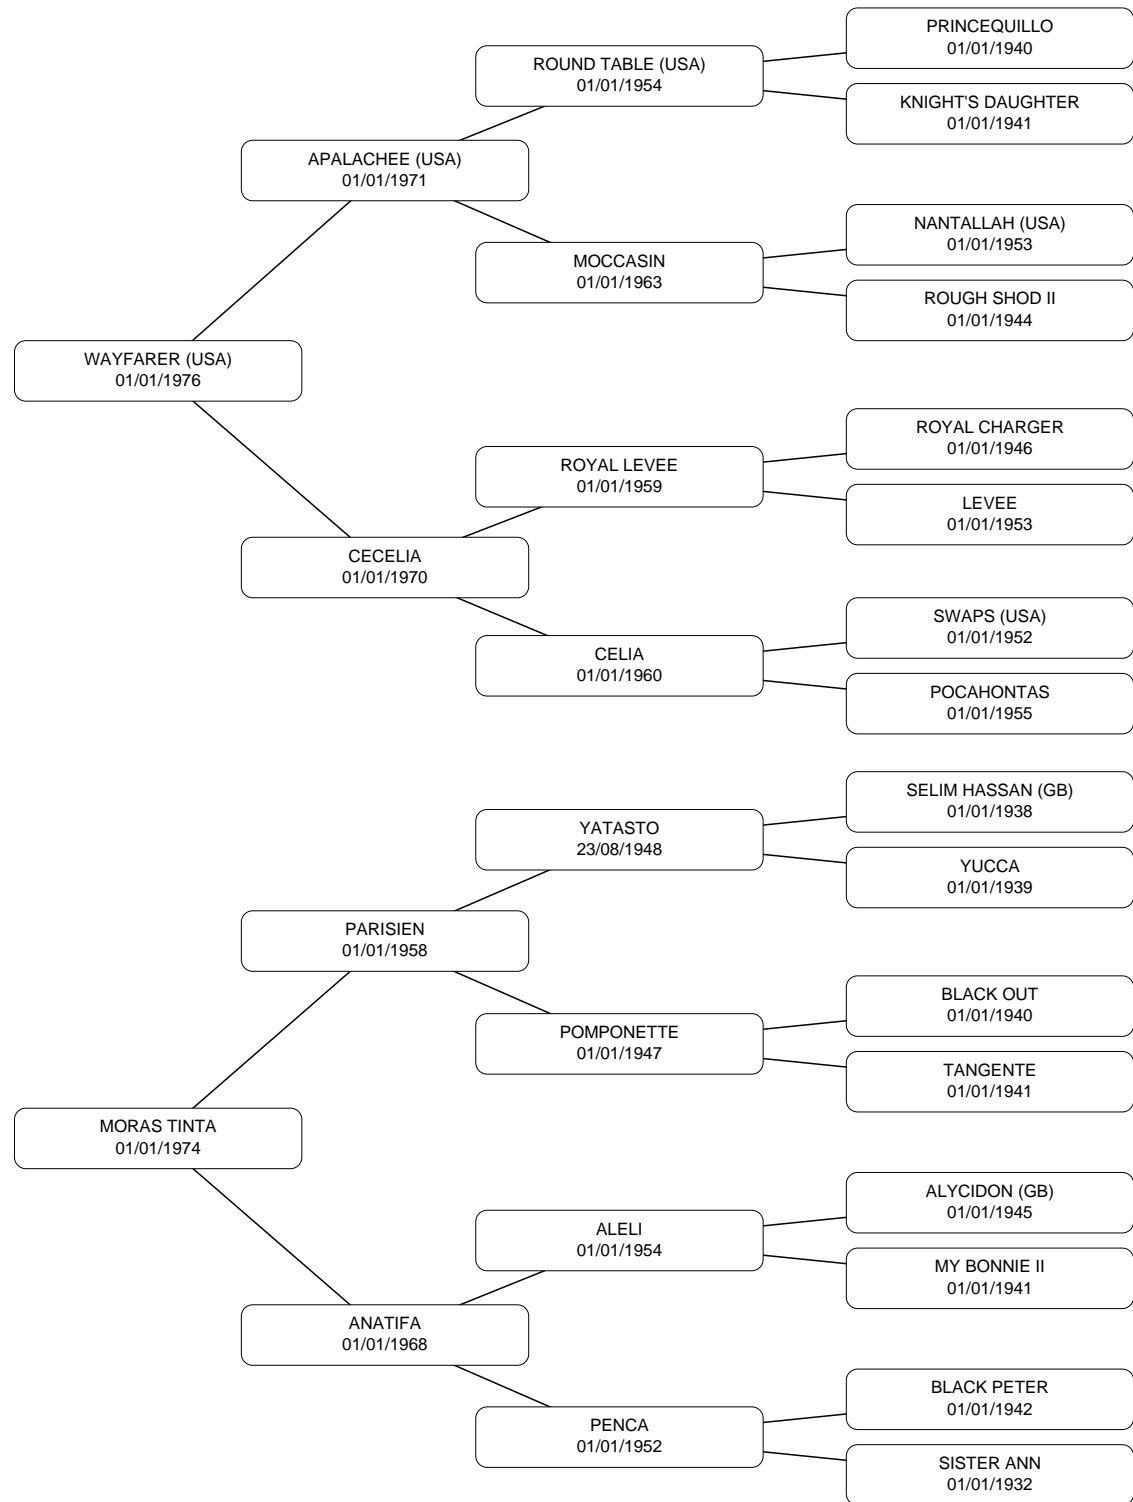 PRINCEQUILLO
01/01/1940
ROUND TABLE (USA)
01/01/1954
KNIGHT'S DAUGHTER
01/01/1941
APALACHEE (USA)
01/01/1971
NANTALLAH (USA)
01/01/1953
MOCCASIN
01/01/1963
ROUGH SHOD II
01/01/1944
WAYFARER (USA)
01/01/1976
ROYAL CHARGER
01/01/1946
ROYAL LEVEE
01/01/1959
LEVEE
01/01/1953
CECELIA
01/01/1970
SWAPS (USA)
01/01/1952
CELIA
01/01/1960
POCAHONTAS
01/01/1955
SELIM HASSAN (GB)
01/01/1938
YATASTO
23/08/1948
YUCCA
01/01/1939
PARISIEN
01/01/1958
BLACK OUT
01/01/1940
POMPONETTE
01/01/1947
TANGENTE
01/01/1941
MORAS TINTA
01/01/1974
ALYCIDON (GB)
01/01/1945
ALELI
01/01/1954
MY BONNIE II
01/01/1941
ANATIFA
01/01/1968
BLACK PETER
01/01/1942
PENCA
01/01/1952
SISTER ANN
01/01/1932